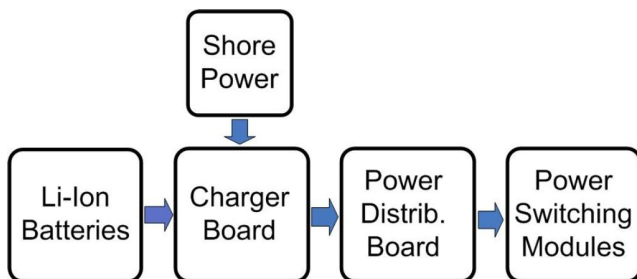 Shore
Power
Li-Ion
Batteries
Charger
Board
Power
Distrib.
Board
Power
Switching
Modules